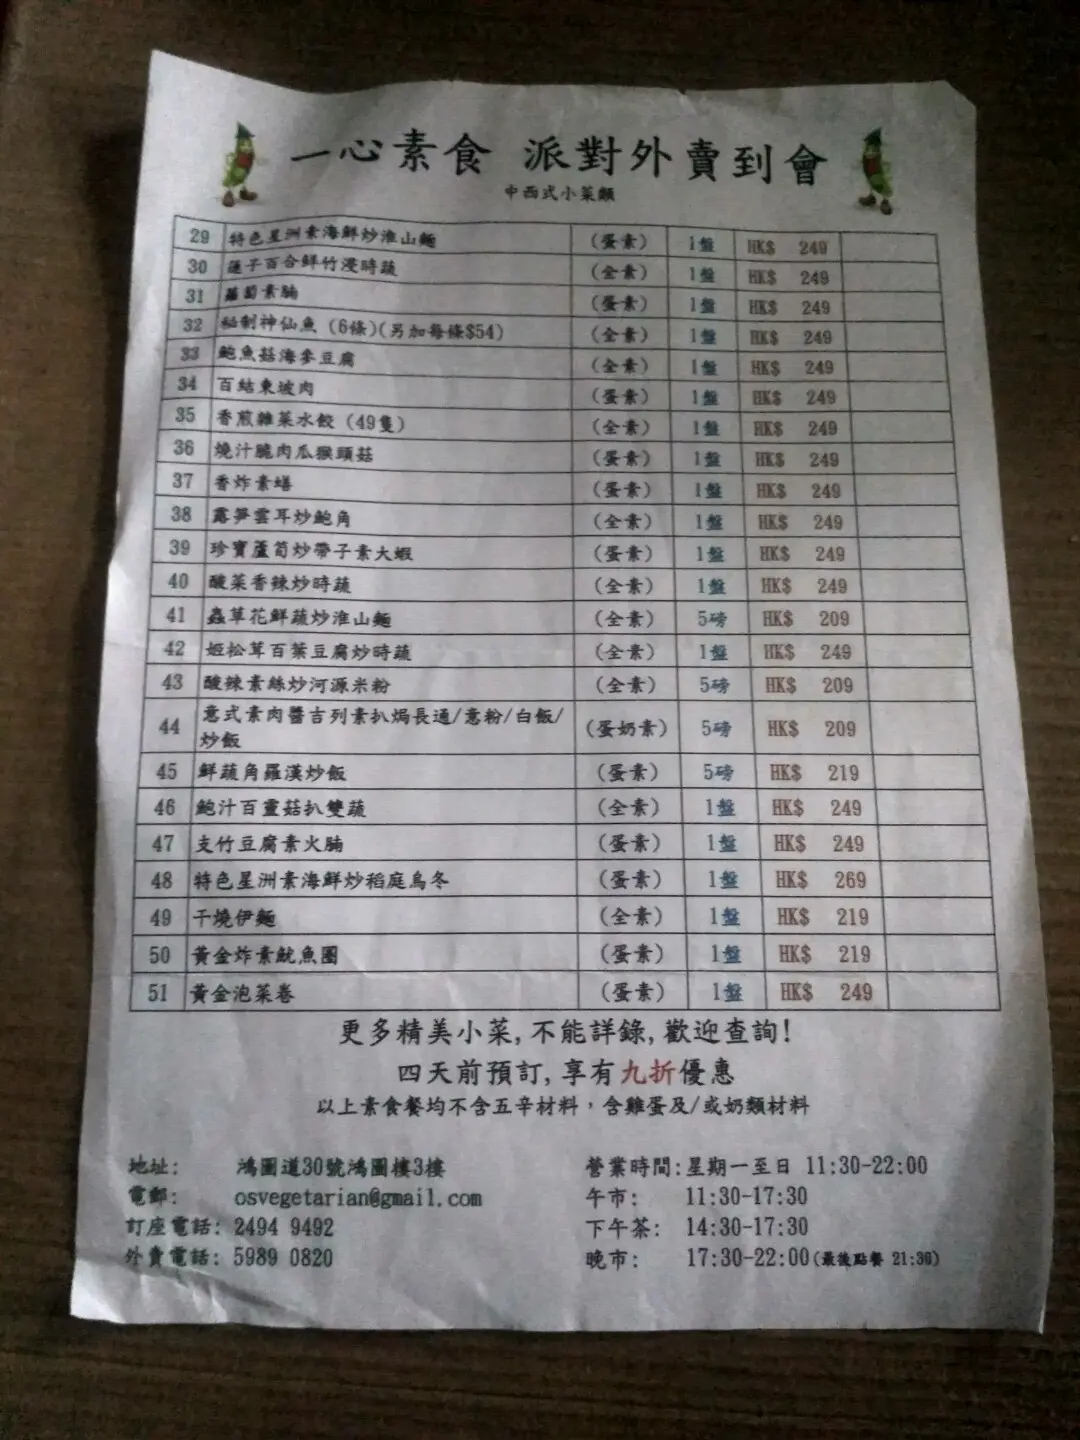 一心素食 派對外賣到會
中西式小菜類
29 特色星洲素海鮮炒淮山麵 (蛋素) 1盤 HK$ 249
30 蓮子百合鮮竹浸時蔬 (全素) 1盤 HK$ 249
31 蘿蔔素腩 (蛋素) 1盤 HK$ 249
32 秘制神仙魚 (6條)(另加每條$54) (全素) 1盤 HK$ 249
33 鮑魚菇海參豆腐 (全素) 1盤 HK$ 249
34 百結東坡肉 (蛋素) 1盤 HK$ 249
35 香煎雜菜水餃 (49隻) (全素) 1盤 HK$ 249
36 燒汁脆肉瓜猴頭菇 (蛋素) 1盤 HK$ 249
37 香炸素鱔 (蛋素) 1盤 HK$ 249
38 露笋雲耳炒鮑角 (全素) 1盤 HK$ 249
39 珍寶蘆筍炒帶子素大蝦 (蛋素) 1盤 HK$ 249
40 酸菜香辣炒時蔬 (全素) 1盤 HK$ 249
41 蟲草花鮮蔬炒淮山麵 (全素) 5磅 HK$ 209
42 姬松茸百葉豆腐炒時蔬 (全素) 1盤 HK$ 249
43 酸辣素絲炒河源米粉 (全素) 5磅 HK$ 209
44 意式素肉醬吉列素扒焗長通/意粉/白飯/
炒飯 (蛋奶素) 5磅 HK$ 209
45 鮮蔬角羅漢炒飯 (蛋素) 5磅 HK$ 219
46 鮑汁百靈菇扒雙蔬 (全素) 1盤 HK$ 249
47 支竹豆腐素火腩 (蛋素) 1盤 HK$ 249
48 特色星洲素海鮮炒稻庭烏冬 (蛋素) 1盤 HK$ 269
49 干燒伊麵 (全素) 1盤 HK$ 219
50 黃金炸素魷魚圈 (蛋素) 1盤 HK$ 219
51 黃金泡菜卷 (蛋素) 1盤 HK$ 249
更多精美小菜,不能詳錄,歡迎查詢!
四天前預訂,享有九折優惠
以上素食餐均不含五辛材料，含雞蛋及/或奶類材料
地址: 鴻圖道30號鴻圖樓3樓
電郵: osvegetarian@gmail.com
訂座電話: 2494 9492
外賣電話: 5989 0820
營業時間:星期一至日 11:30-22:00
午市: 11:30-17:30
下午茶: 14:30-17:30
晚市: 17:30-22:00(最後點餐 21:30)